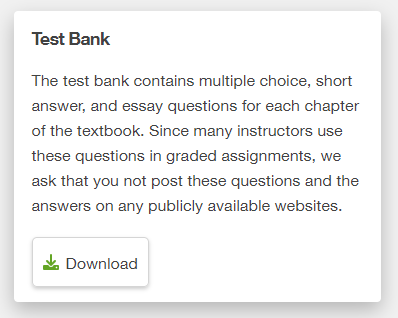 Test Bank
The test bank contains multiple choice, short
answer, and essay questions for each chapter
of the textbook. Since many instructors use
these questions in graded assignments, we
ask that you not post these questions and the
answers on any publicly available websites.
Download